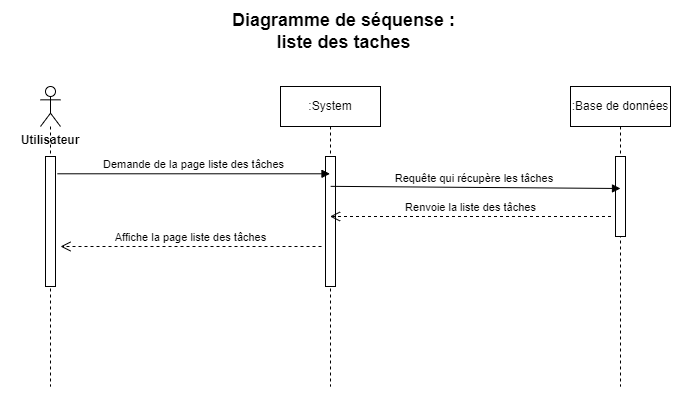 Diagramme de séquense :
liste des taches
Utilisateur
:System
:Base de données
Demande de la page liste des tâches
Requête qui récupère les tâches
Renvoie la liste des tâches
Affiche la page liste des tâches